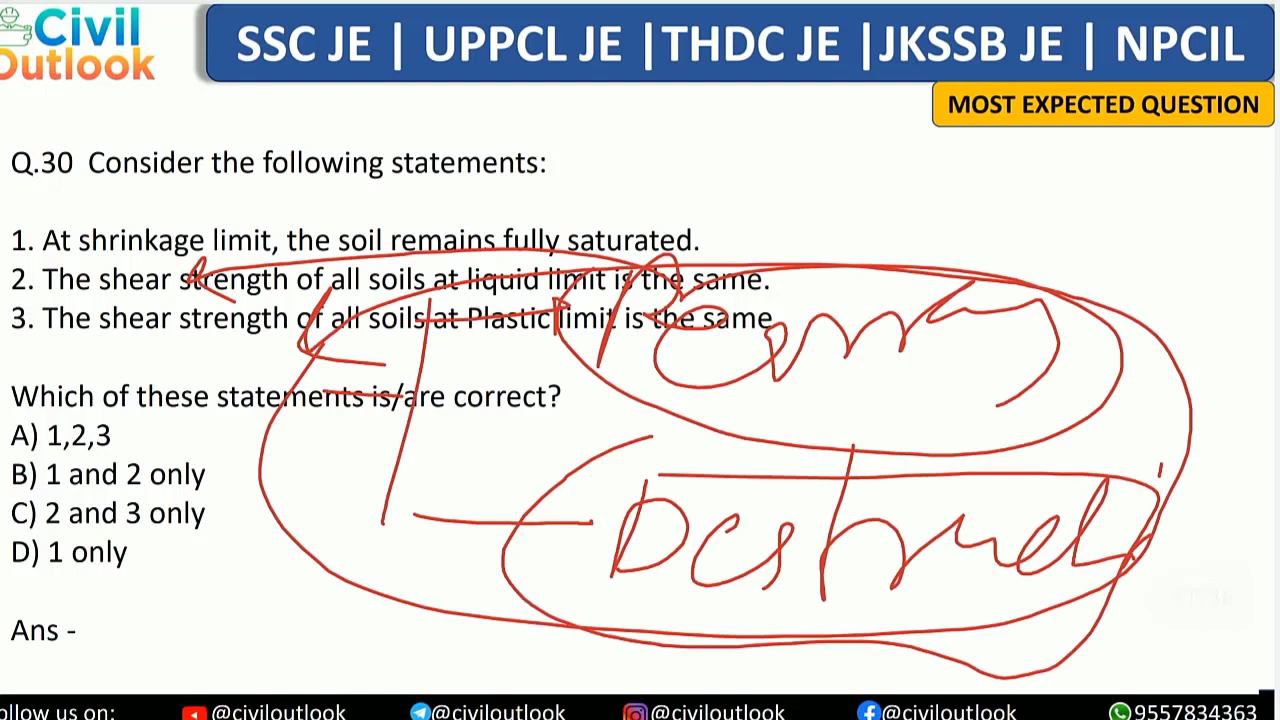 Civil
Outlook
SSC JE | UPPCL JE |THDC JE |JKSSB JE | NPCIL
MOST EXPECTED QUESTION
Q.30 Consider the following statements:
1. At shrinkage limit, the soil remains fully saturated.
2. The shear strength of all soils at liquid limit is the same.
3. The shear strength of all soils at Plastic limit is the same
Which of these statements is/are correct?
A) 1,2,3
B) 1 and 2 only
C) 2 and 3 only
D) 1 only
Ans -
ollow us on: @civiloutlook @civiloutlook @civiloutlook @civiloutlook 9557834363